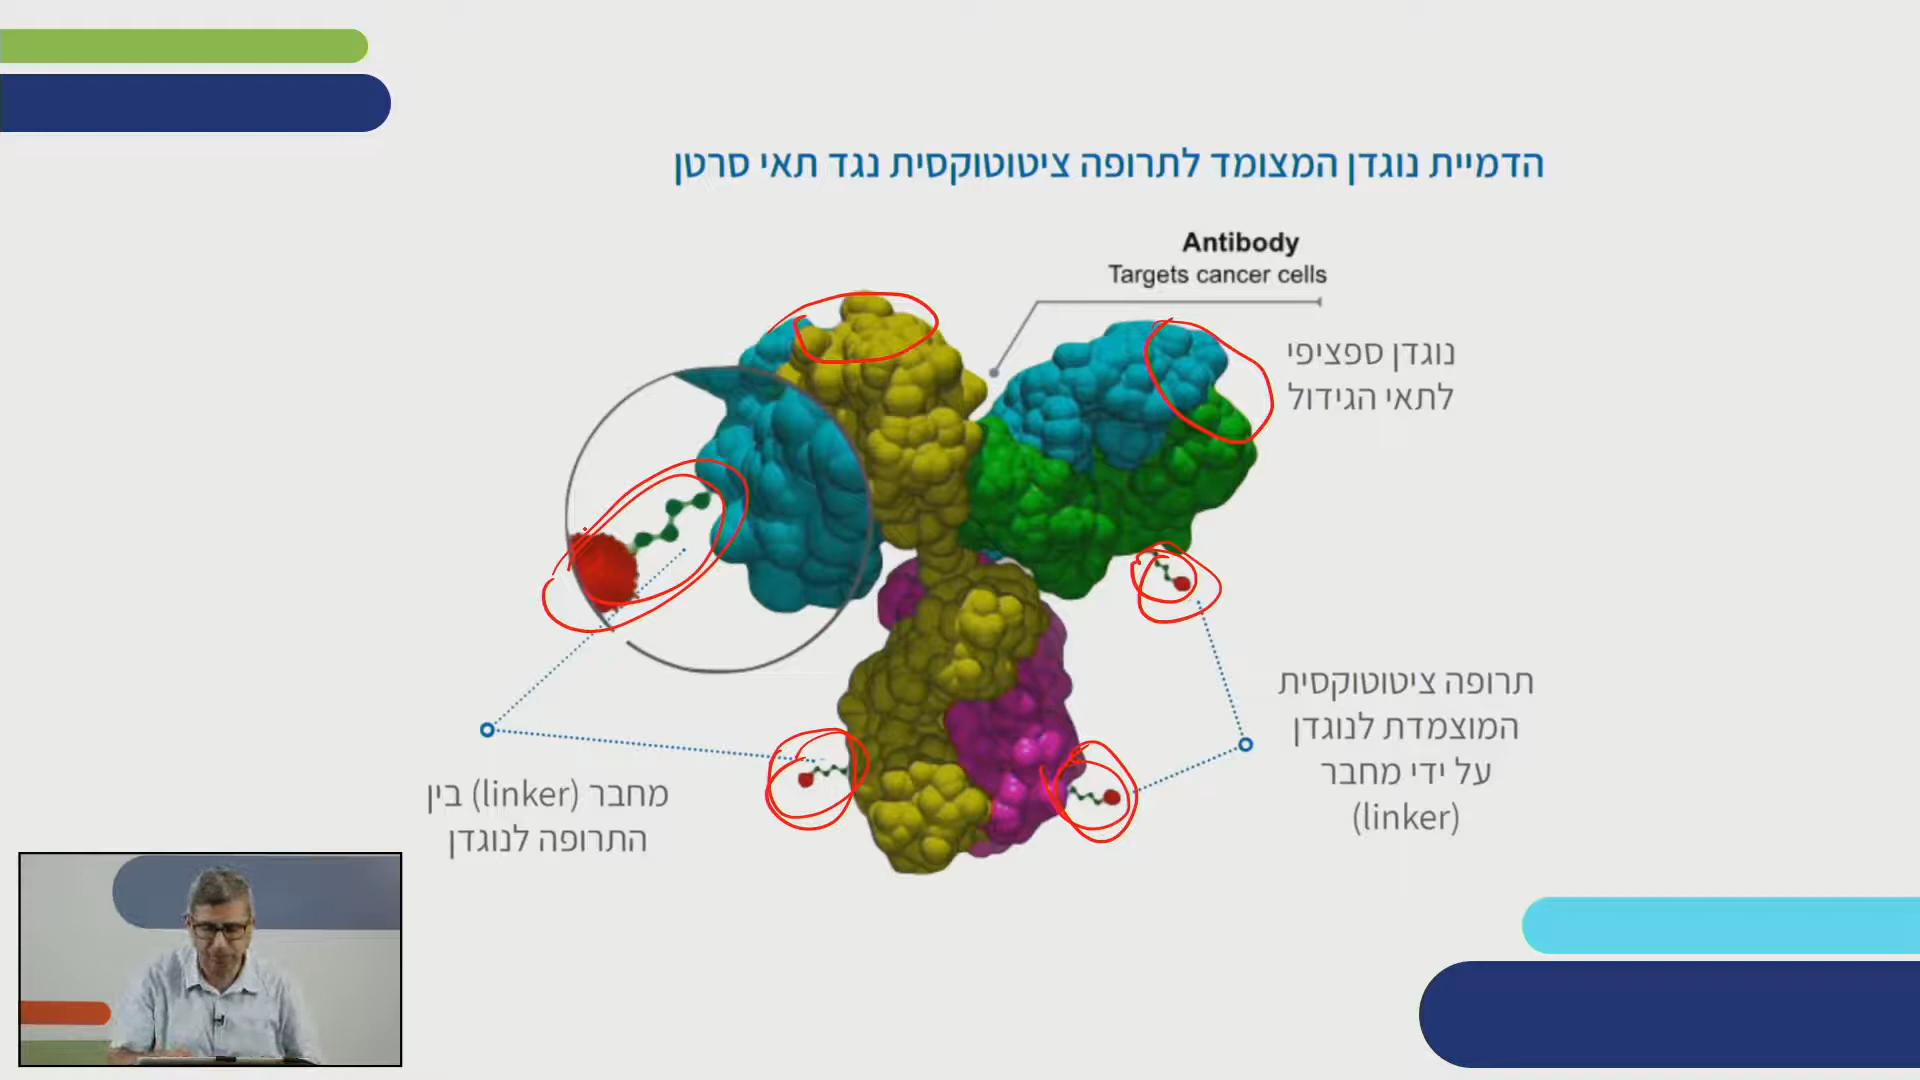 הדמיית נוגדן המצומד לתרופה ציטוטוקסית נגד תאי סרטן
Antibody
Targets cancer cells
נוגדן ספציפי
לתאי הגידול
תרופה ציטוטוקסית
המוצמדת לנוגדן
על ידי מחבר
(linker)
מחבר (linker) בין
התרופה לנוגדן